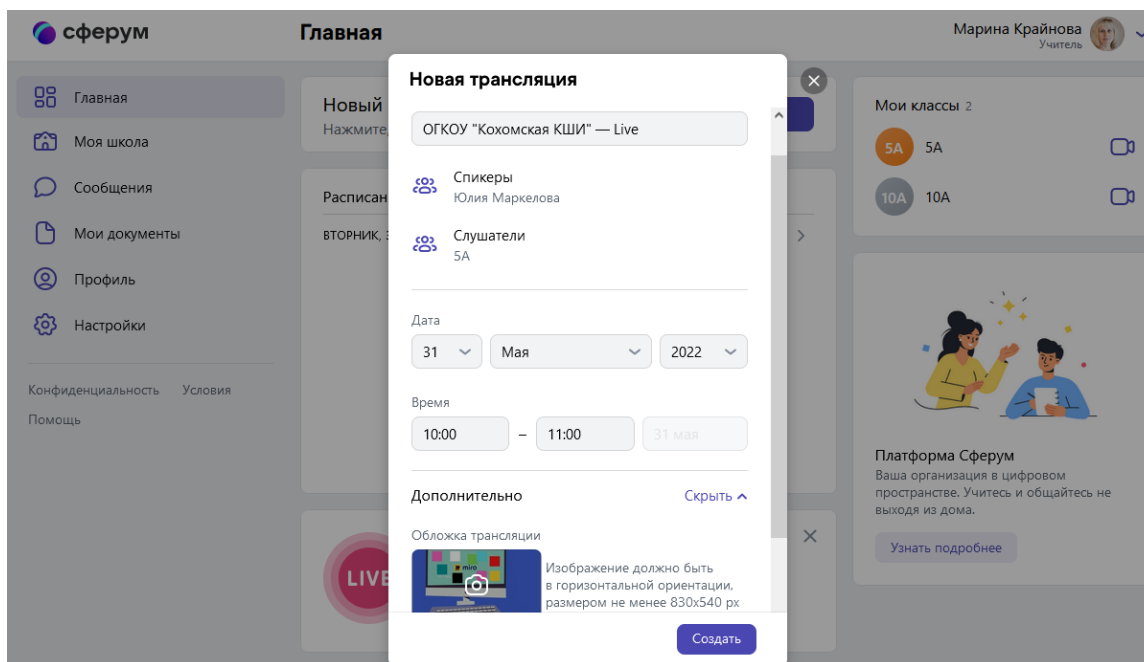 сферум
Главная
Марина Крайнова
Учитель
Главная
Моя школа
Сообщения
Мои документы
Профиль
Настройки
Конфиденциальность Условия
Помощь
Новый
Нажмите,
Расписан
ВТОРНИК,
LIVE
Новая трансляция
ОГКОУ "Кохомская КШИ" — Live
Спикеры
Юлия Маркелова
Слушатели
5А
Дата
31 Мая 2022
Время
10:00 – 11:00 31 мая
Дополнительно Скрыть
Обложка трансляции
miro
Изображение должно быть
в горизонтальной ориентации,
размером не менее 830x540 px
Создать
Мои классы 2
5А 5А
10А 10А
Платформа Сферум
Ваша организация в цифровом
пространстве. Учитесь и общайтесь не
выходя из дома.
Узнать подробнее